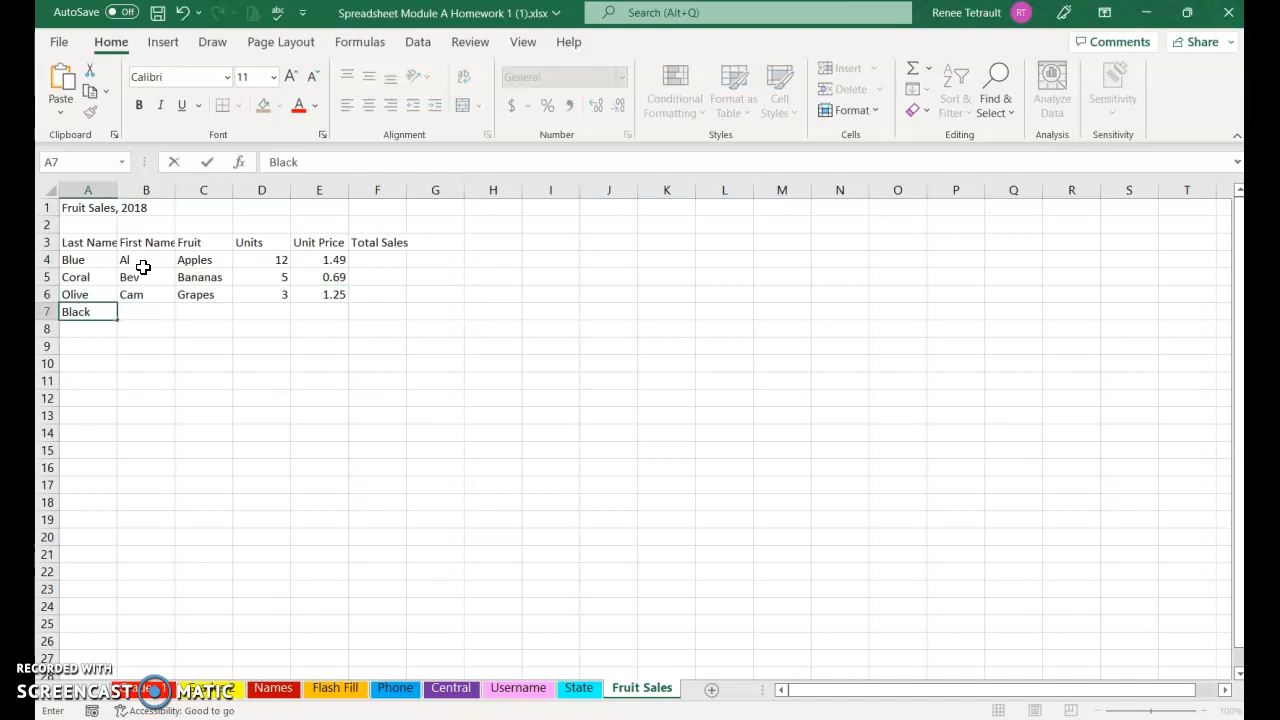 AutoSave Off Spreadsheet Module A Homework 1 (1).xlsx Search (Alt+Q) Renee Tetrault RT
File Home Insert Draw Page Layout Formulas Data Review View Help Comments Share
Calibri 11 General Insert
Paste Conditional Formatting Format as Table Cell Styles Delete Sort & Filter Find & Select Analyze Data Sensitivity
Format
Clipboard Font Alignment Number Styles Cells Editing Analysis Sensitivity
A7 fx Black
A B C D E F G H I J K L M N O P Q R S T
1 Fruit Sales, 2018
2
3 Last Name First Name Fruit Units Unit Price Total Sales
4 Blue Al Apples 12 1.49
5 Coral Bev Bananas 5 0.69
6 Olive Cam Grapes 3 1.25
7 Black
8
9
10
11
12
13
14
15
16
17
18
19
20
21
22
23
24
25
26
27
28
RECORDED WITH
SCREENCAST MATIC
Names Flash Fill Phone Central Username State Fruit Sales
Enter Accessibility: Good to go 100%